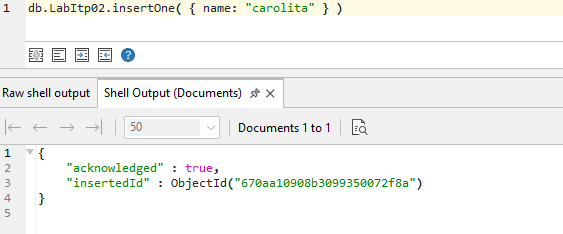 1 db.LabItp02.insertOne( { name: "carolita" } )
Raw shell output Shell Output (Documents)
50 Documents 1 to 1
1 {
2 "acknowledged" : true,
3 "insertedId" : ObjectId("670aa10908b3099350072f8a")
4 }
5